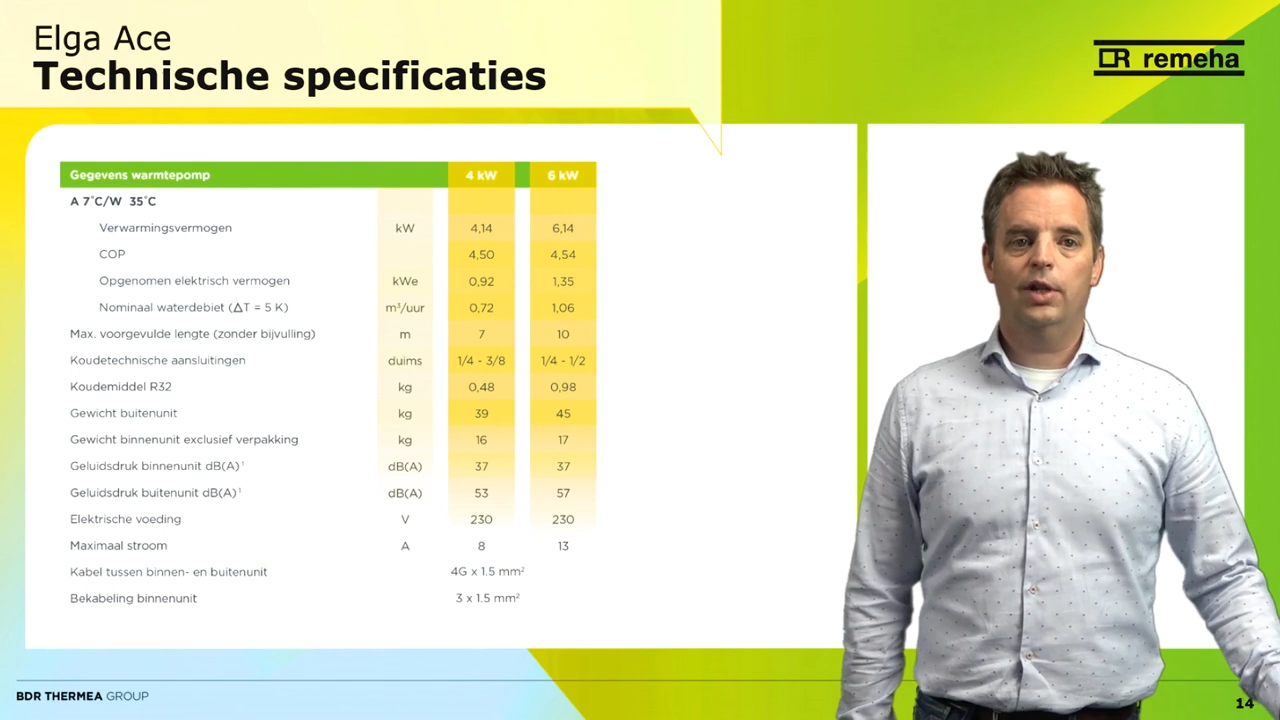 Elga Ace
Technische specificaties
remeha
Gegevens warmtepomp 4 kW 6 kW
A 7°C/W 35°C
Verwarmingsvermogen kW 4,14 6,14
COP 4,50 4,54
Opgenomen elektrisch vermogen kWe 0,92 1,35
Nominaal waterdebiet (ΔT = 5 K) m³/uur 0,72 1,06
Max. voorgevulde lengte (zonder bijvulling) m 7 10
Koudetechnische aansluitingen duims 1/4 - 3/8 1/4 - 1/2
Koudemiddel R32 kg 0,48 0,98
Gewicht buitenunit kg 39 45
Gewicht binnenunit exclusief verpakking kg 16 17
Geluidsdruk binnenunit dB(A)¹ dB(A) 37 37
Geluidsdruk buitenunit dB(A)¹ dB(A) 53 57
Elektrische voeding V 230 230
Maximaal stroom A 8 13
Kabel tussen binnen- en buitenunit 4G x 1.5 mm²
Bekabeling binnenunit 3 x 1.5 mm²
BDR THERMEA GROUP
14